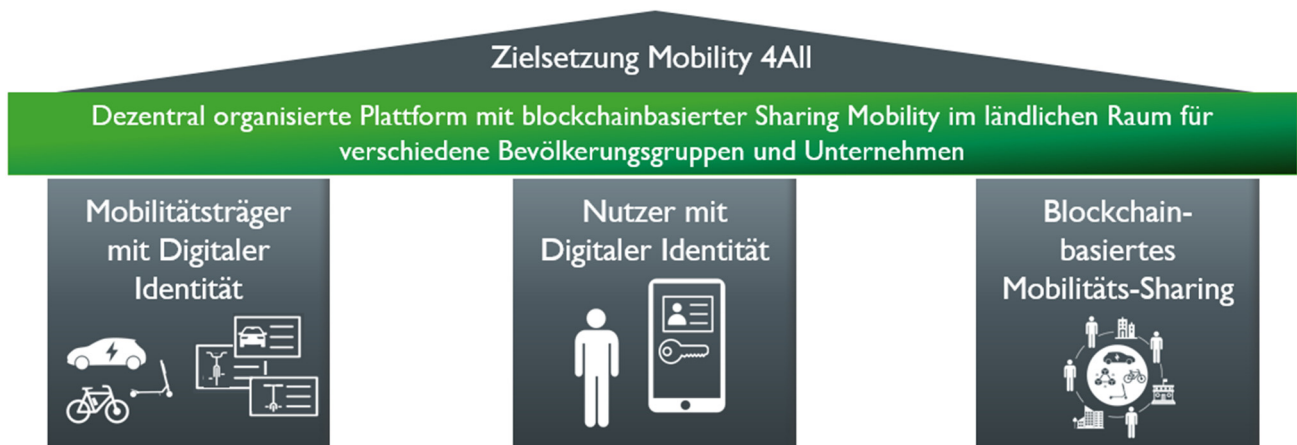 Zielsetzung Mobility 4All
Dezentral organisierte Plattform mit blockchainbasierter Sharing Mobility im ländlichen Raum für
verschiedene Bevölkerungsgruppen und Unternehmen
Mobilitätsträger
mit Digitaler
Identität
Nutzer mit
Digitaler Identität
Blockchain-
basiertes
Mobilitäts-Sharing